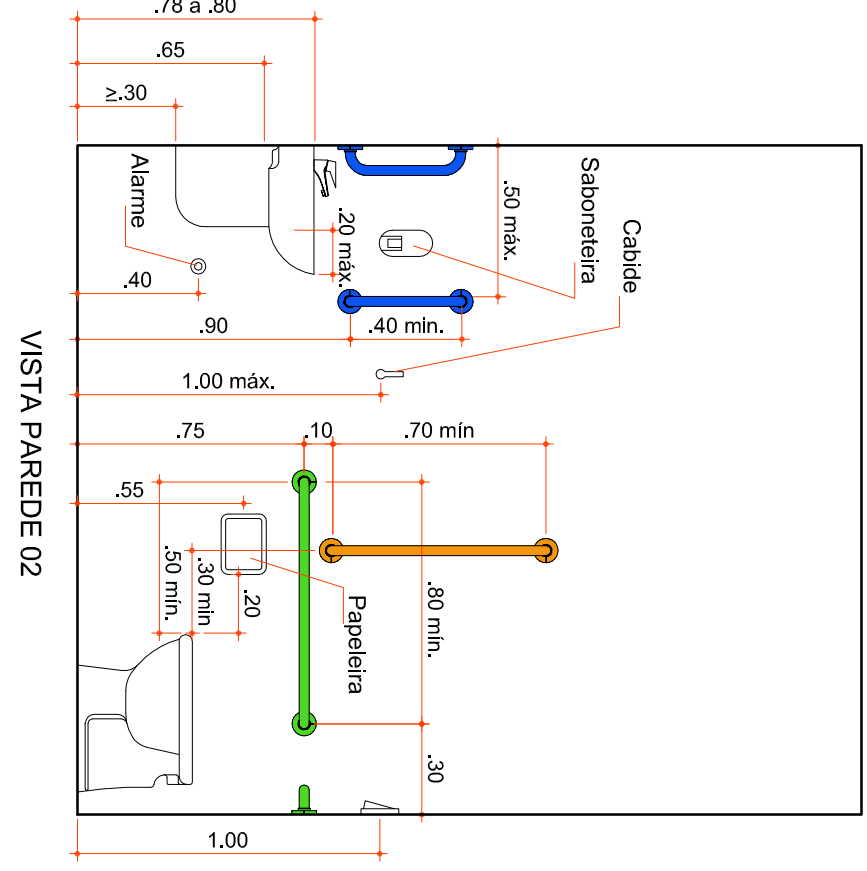 .78 a .80
.65
≥.30
Alarme
.40
.20 máx.
.50 máx.
Saboneteira
Cabide
.90
.40 min.
1.00 máx.
.75
.10
.70 mín
.55
.50 mín.
.30 min
.20
Papeleira
.80 mín.
.30
1.00
VISTA PAREDE 02